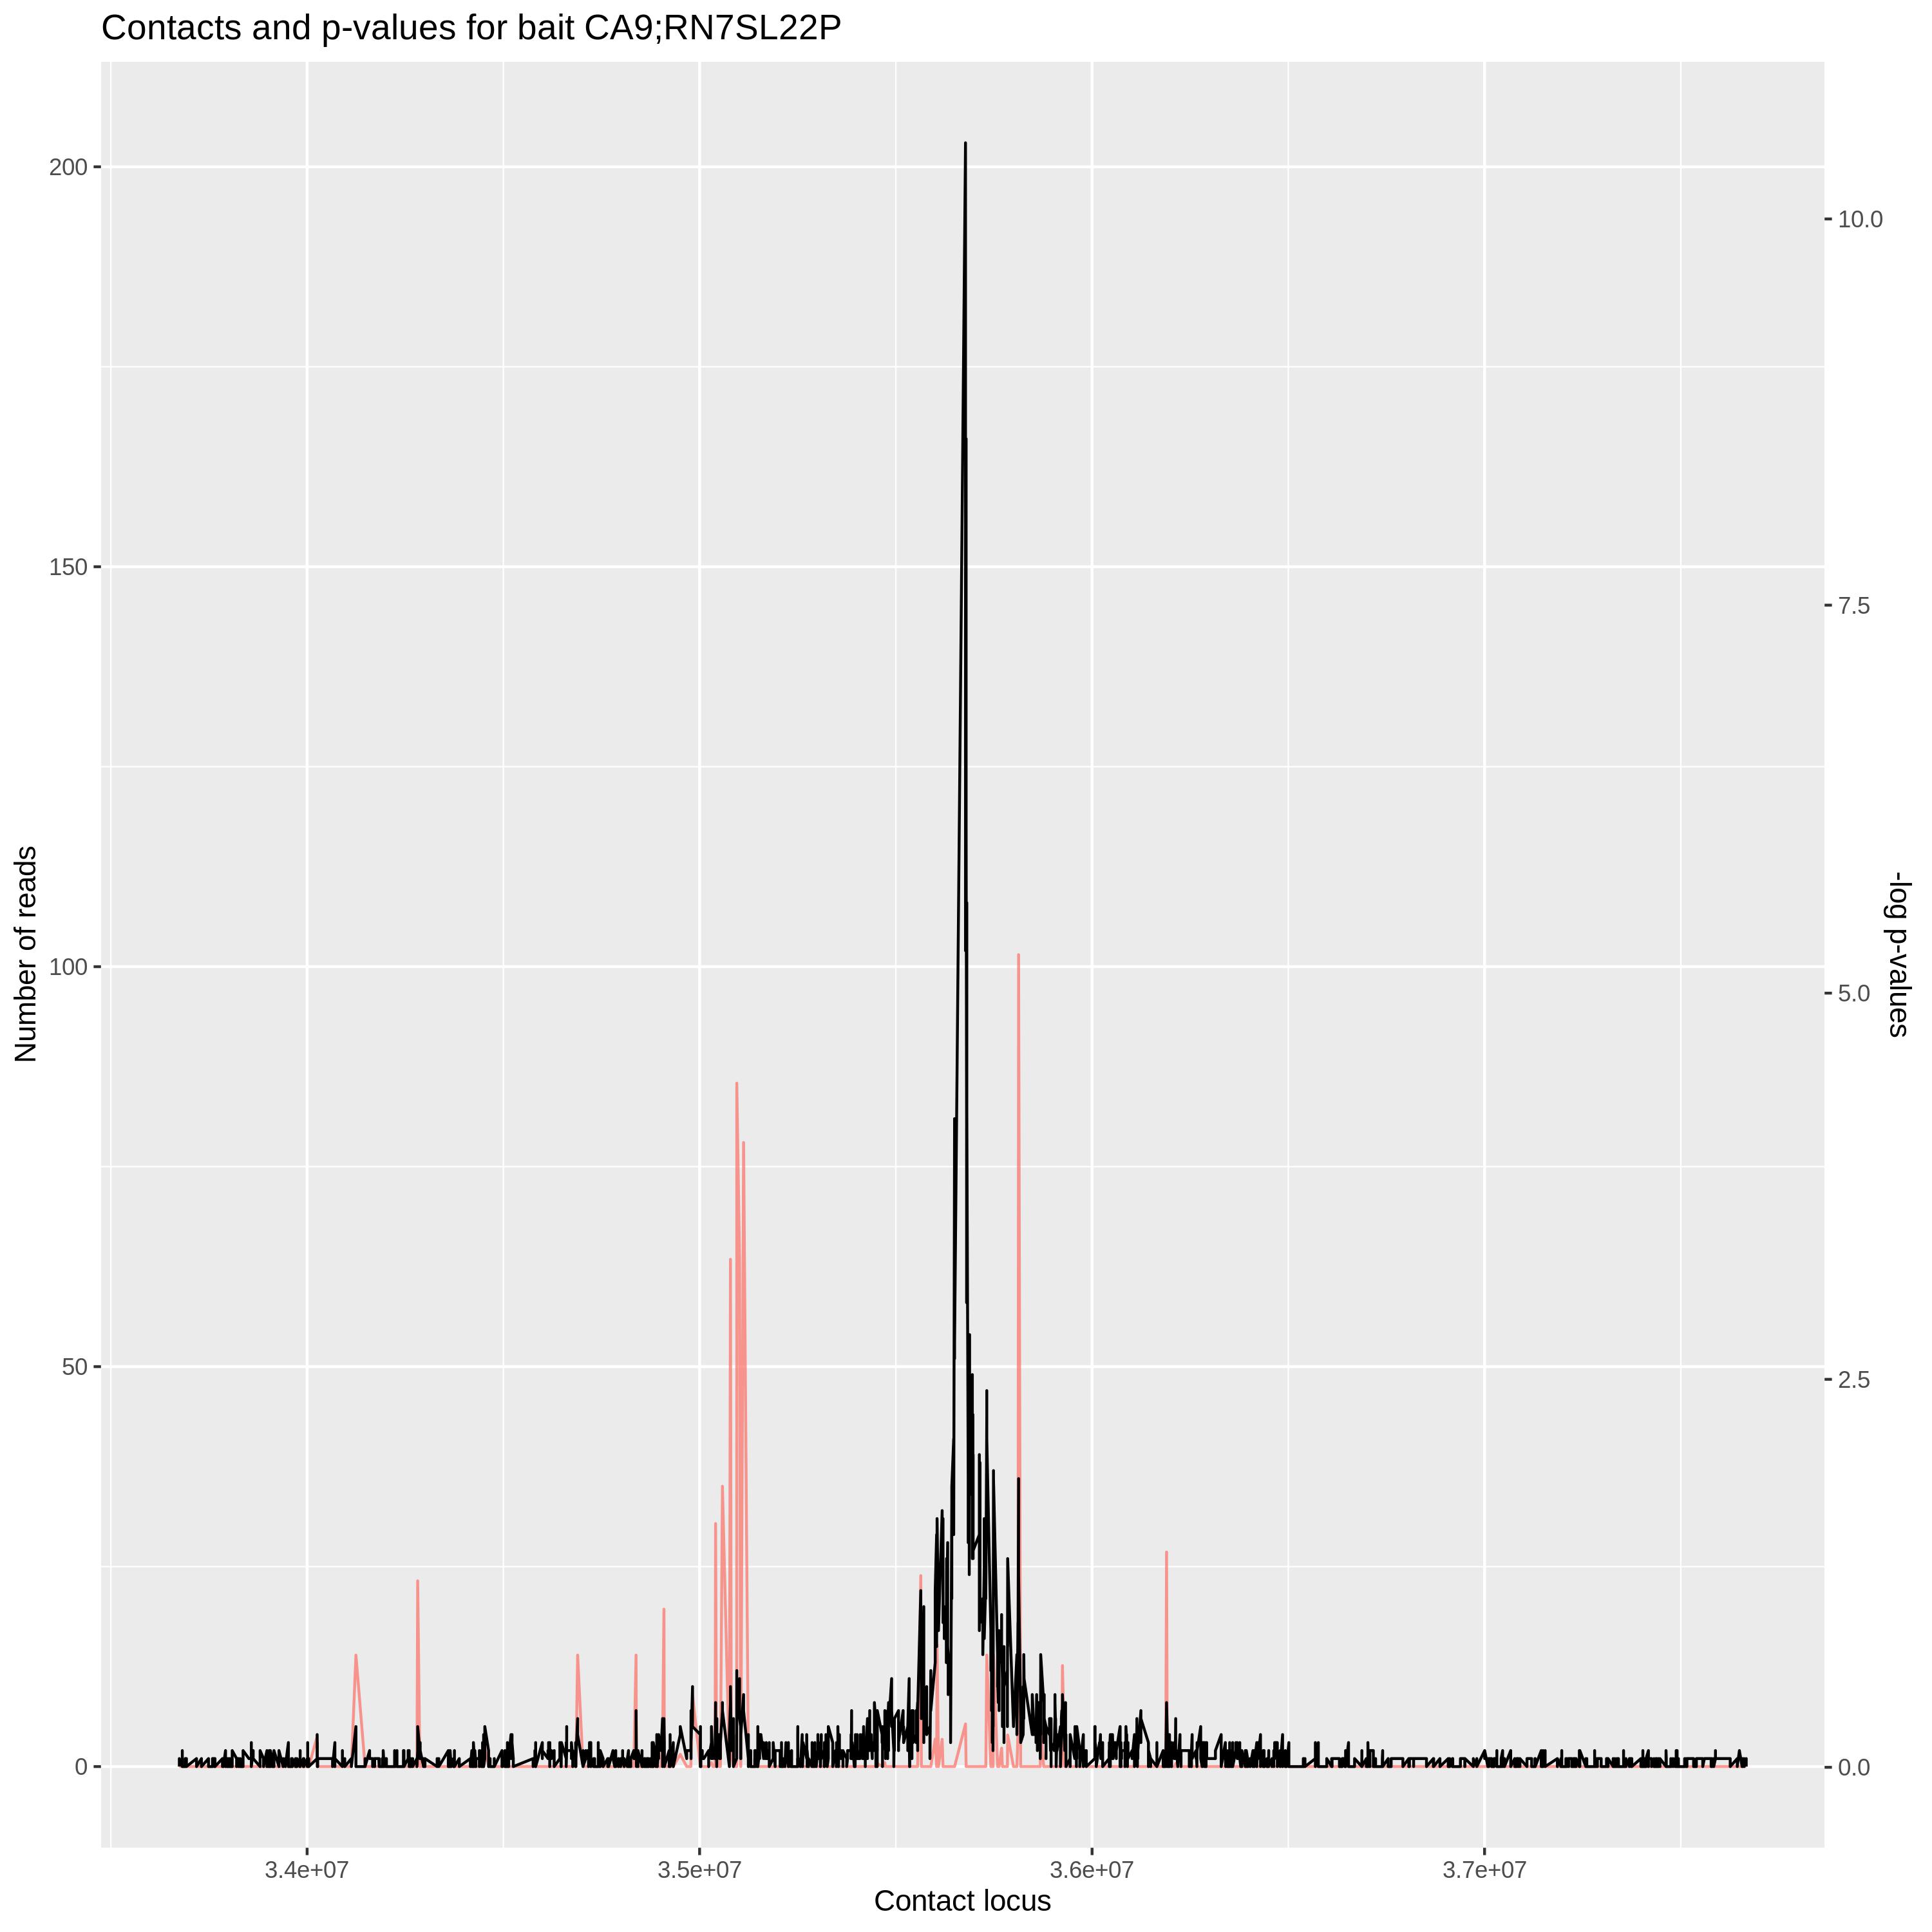 Contacts and p-values for bait CA9;RN7SL22P
200
150
100
50
0
10.0
7.5
5.0
2.5
0.0
Number of reads
-log p-values
3.4e+07
3.5e+07
3.6e+07
3.7e+07
Contact locus